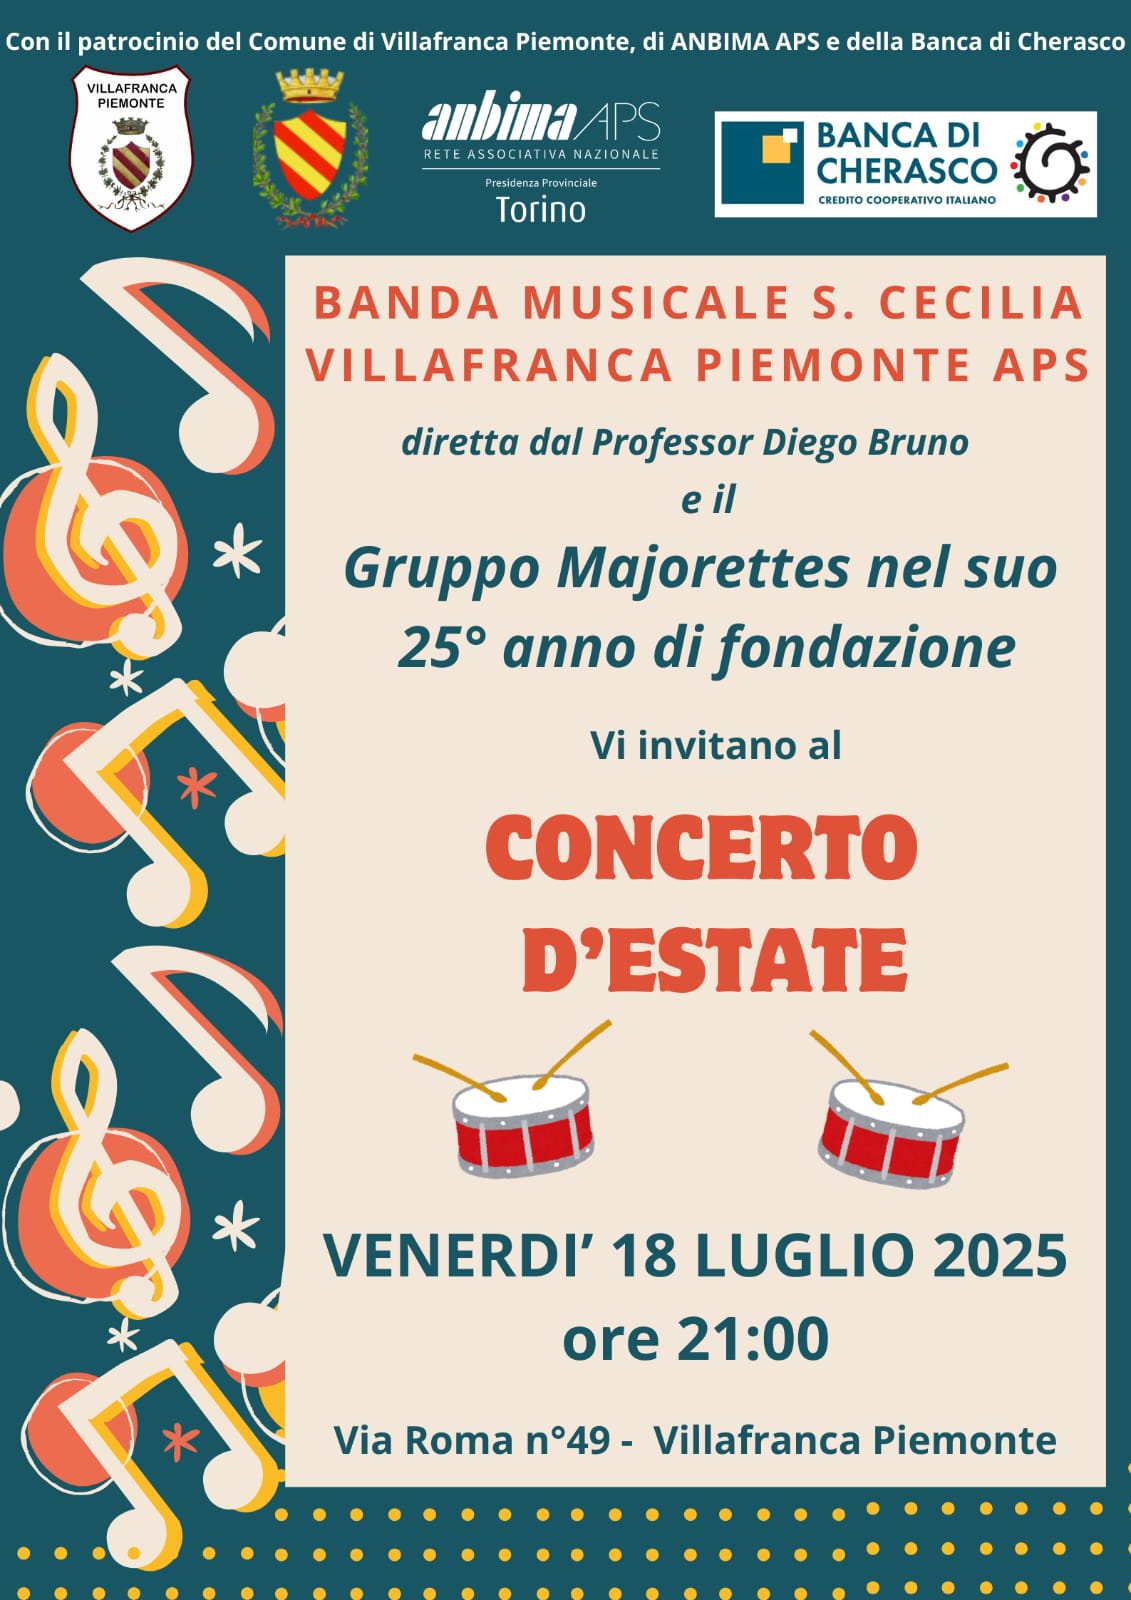 Con il patrocinio del Comune di Villafranca Piemonte, di ANBIMA APS e della Banca di Cherasco
VILLAFRANCA
PIEMONTE
anbima APS
RETE ASSOCIATIVA NAZIONALE
Presidenza Provinciale
Torino
BANCA DI
CHERASCO
CREDITO COOPERATIVO ITALIANO
BANDA MUSICALE S. CECILIA
VILLAFRANCA PIEMONTE APS
diretta dal Professor Diego Bruno
e il
Gruppo Majorettes nel suo
25° anno di fondazione
Vi invitano al
CONCERTO
D’ESTATE
VENERDI’ 18 LUGLIO 2025
ore 21:00
Via Roma n°49 - Villafranca Piemonte